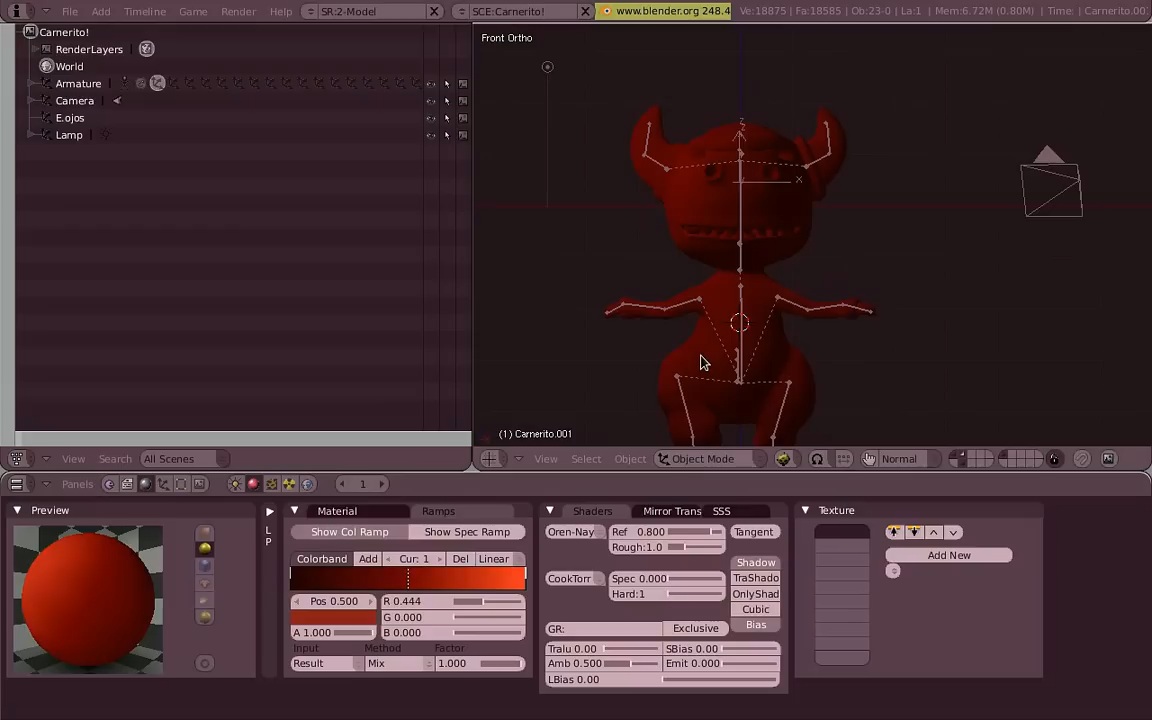 File Add Timeline Game Render Help SR:2-Model SCE:Carnerito! www.blender.org 248.4 Ve:18875 | Fa:18585 | Ob:23-0 | La:1 | Mem:6.72M (0.80M) | Time: | Carnerito.00
Carnerito!
RenderLayers
World
Armature
Camera
E.ojos
Lamp
Front Ortho
z
x
(1) Carnerito.001
View Search All Scenes
View Select Object Object Mode Normal
Panels 1
Preview
L
P
Material Ramps
Show Col Ramp Show Spec Ramp
Colorband Add Cur: 1 Del Linear
Pos 0.500 R 0.444
G 0.000
A 1.000 B 0.000
Input Method Factor
Result Mix 1.000
Shaders Mirror Trans SSS
Oren-Nay Ref 0.800 Tangent
Rough:1.0
Shadow
CookTorr Spec 0.000 TraShado
Hard:1 OnlyShad
Cubic
GR: Exclusive Bias
Tralu 0.00 SBias 0.00
Amb 0.500 Emit 0.000
LBias 0.00
Texture
Add New